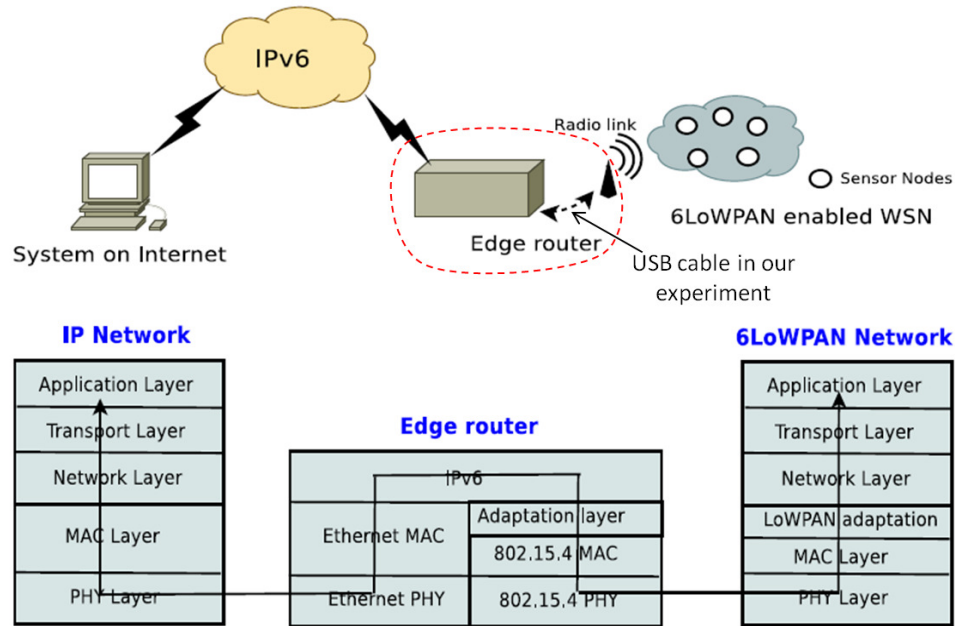 IPv6
Radio link
Sensor Nodes
6LoWPAN enabled WSN
System on Internet
Edge router
USB cable in our
experiment
IP Network
Application Layer
Transport Layer
Network Layer
MAC Layer
PHY Layer
Edge router
IPv6
Ethernet MAC
Adaptation layer
802.15.4 MAC
Ethernet PHY
802.15.4 PHY
6LoWPAN Network
Application Layer
Transport Layer
Network Layer
LoWPAN adaptation
MAC Layer
PHY Layer